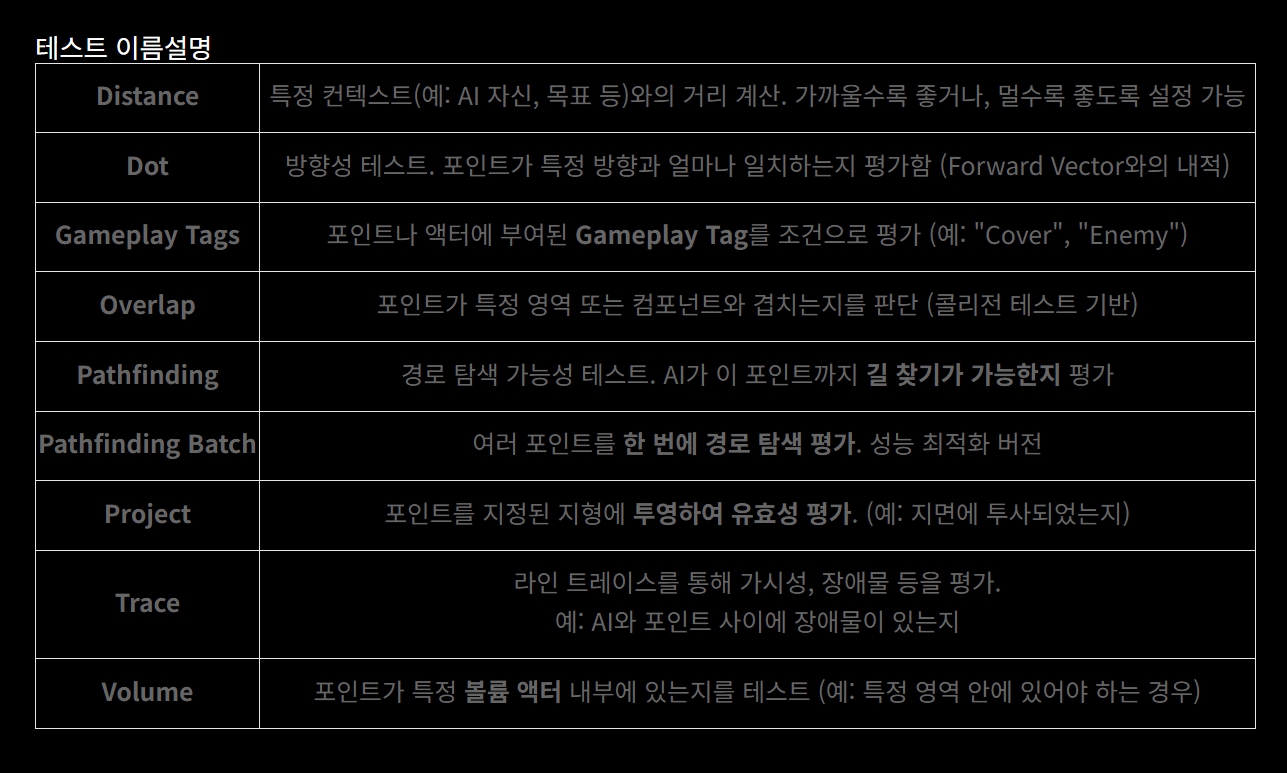 테스트 이름설명
Distance 특정 컨텍스트(예: AI 자신, 목표 등)와의 거리 계산. 가까울수록 좋거나, 멀수록 좋도록 설정 가능
Dot 방향성 테스트. 포인트가 특정 방향과 얼마나 일치하는지 평가함 (Forward Vector와의 내적)
Gameplay Tags 포인트나 액터에 부여된 Gameplay Tag를 조건으로 평가 (예: "Cover", "Enemy")
Overlap 포인트가 특정 영역 또는 컴포넌트와 겹치는지를 판단 (콜리전 테스트 기반)
Pathfinding 경로 탐색 가능성 테스트. AI가 이 포인트까지 길 찾기가 가능한지 평가
Pathfinding Batch 여러 포인트를 한 번에 경로 탐색 평가. 성능 최적화 버전
Project 포인트를 지정된 지형에 투영하여 유효성 평가. (예: 지면에 투사되었는지)
Trace 라인 트레이스를 통해 가시성, 장애물 등을 평가.
예: AI와 포인트 사이에 장애물이 있는지
Volume 포인트가 특정 볼륨 액터 내부에 있는지를 테스트 (예: 특정 영역 안에 있어야 하는 경우)